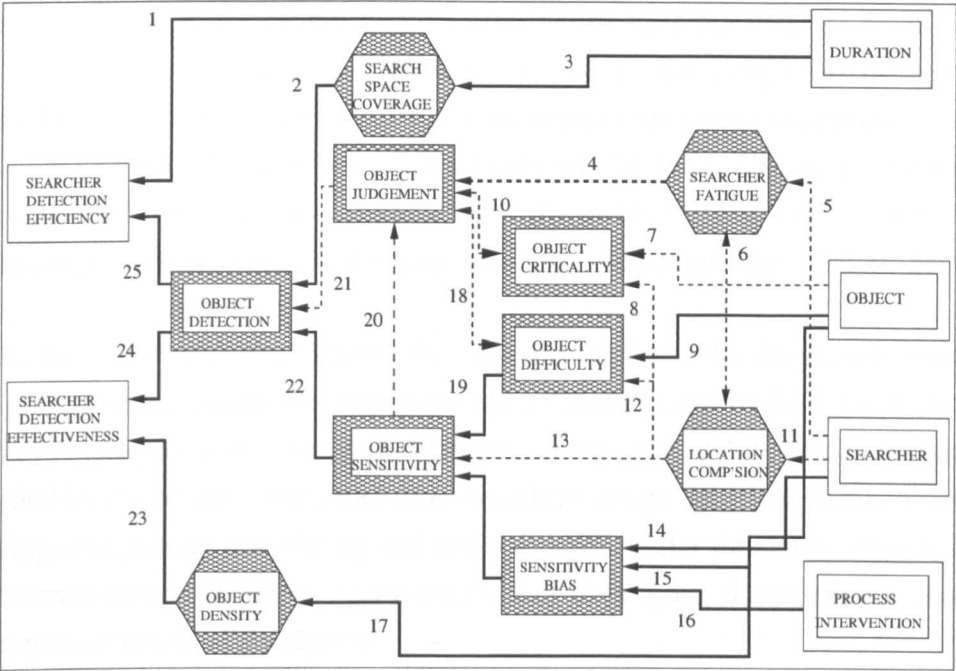 1
DURATION
3
2
SEARCH
SPACE
COVERAGE
SEARCHER
DETECTION
EFFICIENCY
OBJECT
JUDGEMENT
4
SEARCHER
FATIGUE
5
10
OBJECT
CRITICALITY
7
6
25
OBJECT
DETECTION
21
20
18
8
OBJECT
24
22
19
OBJECT
DIFFICULTY
9
12
SEARCHER
DETECTION
EFFECTIVENESS
OBJECT
SENSITIVITY
13
LOCATION
COMP'SION
11
SEARCHER
23
14
SENSITIVITY
BIAS
15
16
PROCESS
INTERVENTION
OBJECT
DENSITY
17